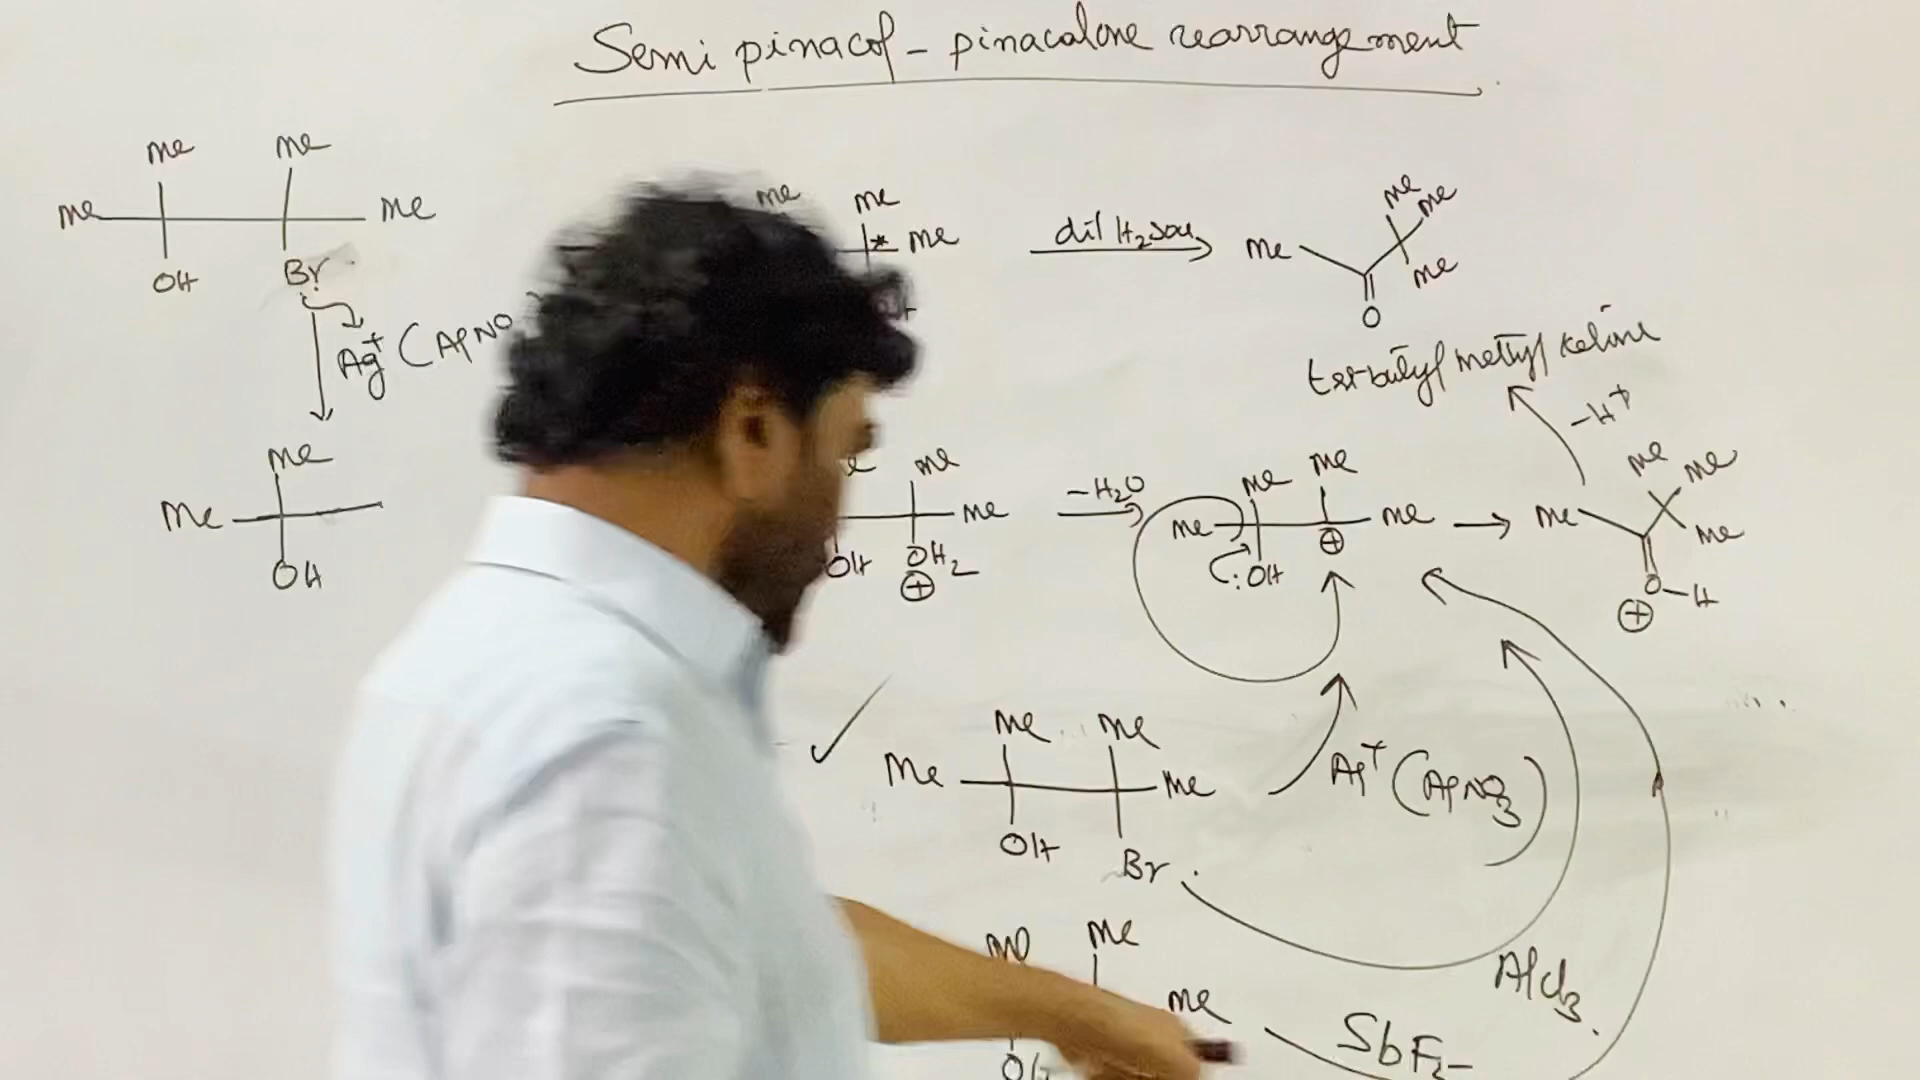 Semi pinacol - pinacalone rearrangement
Me Me
Me Me
OH Br
Ag+ (AgNO
Me
Me
OH
Me Me
* Me
dil H2SO4
Me Me
Me Me
O
ter-butyl methyl ketone
-H+
Me
Me
OH OH2
⊕
-H2O
Me Me
Me ⊕ Me
:OH
Me Me
Me Me
O-H
⊕
Me Me
Me Me
OH Br
Ag+ (AgNO3)
AlCl3
Me Me
Me
SbF5